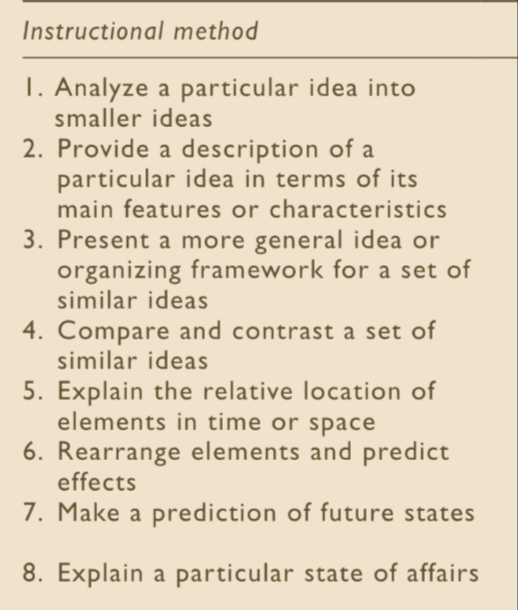 Instructional method
1. Analyze a particular idea into
smaller ideas
2. Provide a description of a
particular idea in terms of its
main features or characteristics
3. Present a more general idea or
organizing framework for a set of
similar ideas
4. Compare and contrast a set of
similar ideas
5. Explain the relative location of
elements in time or space
6. Rearrange elements and predict
effects
7. Make a prediction of future states
8. Explain a particular state of affairs